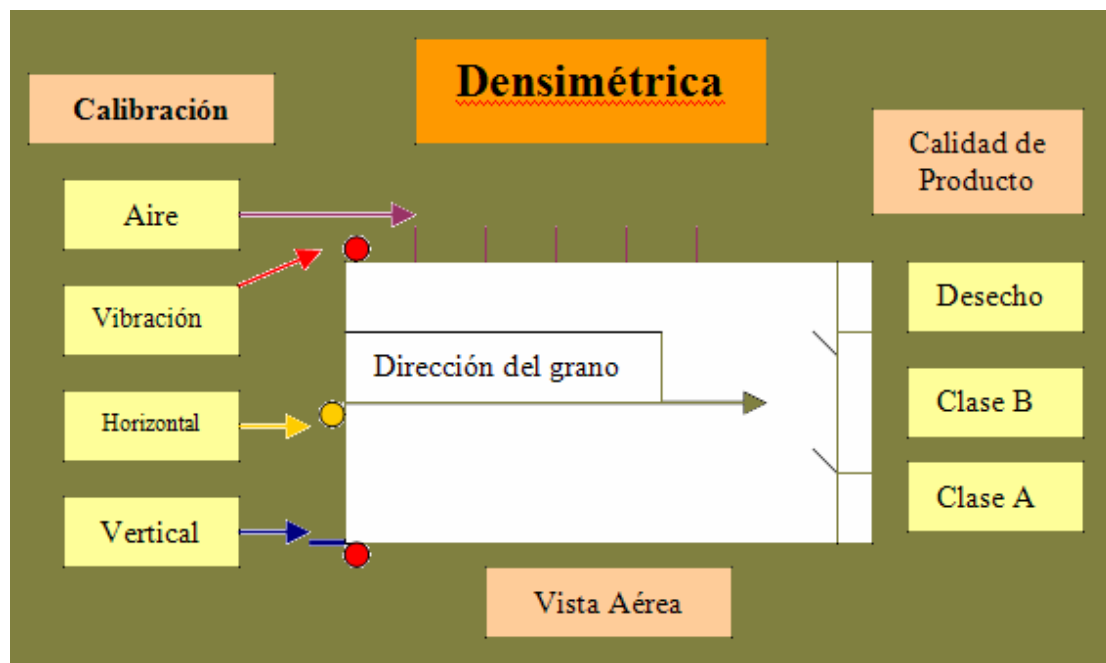 Densimétrica
Calibración
Calidad de
Producto
Aire
Vibración
Horizontal
Vertical
Dirección del grano
Desecho
Clase B
Clase A
Vista Aérea